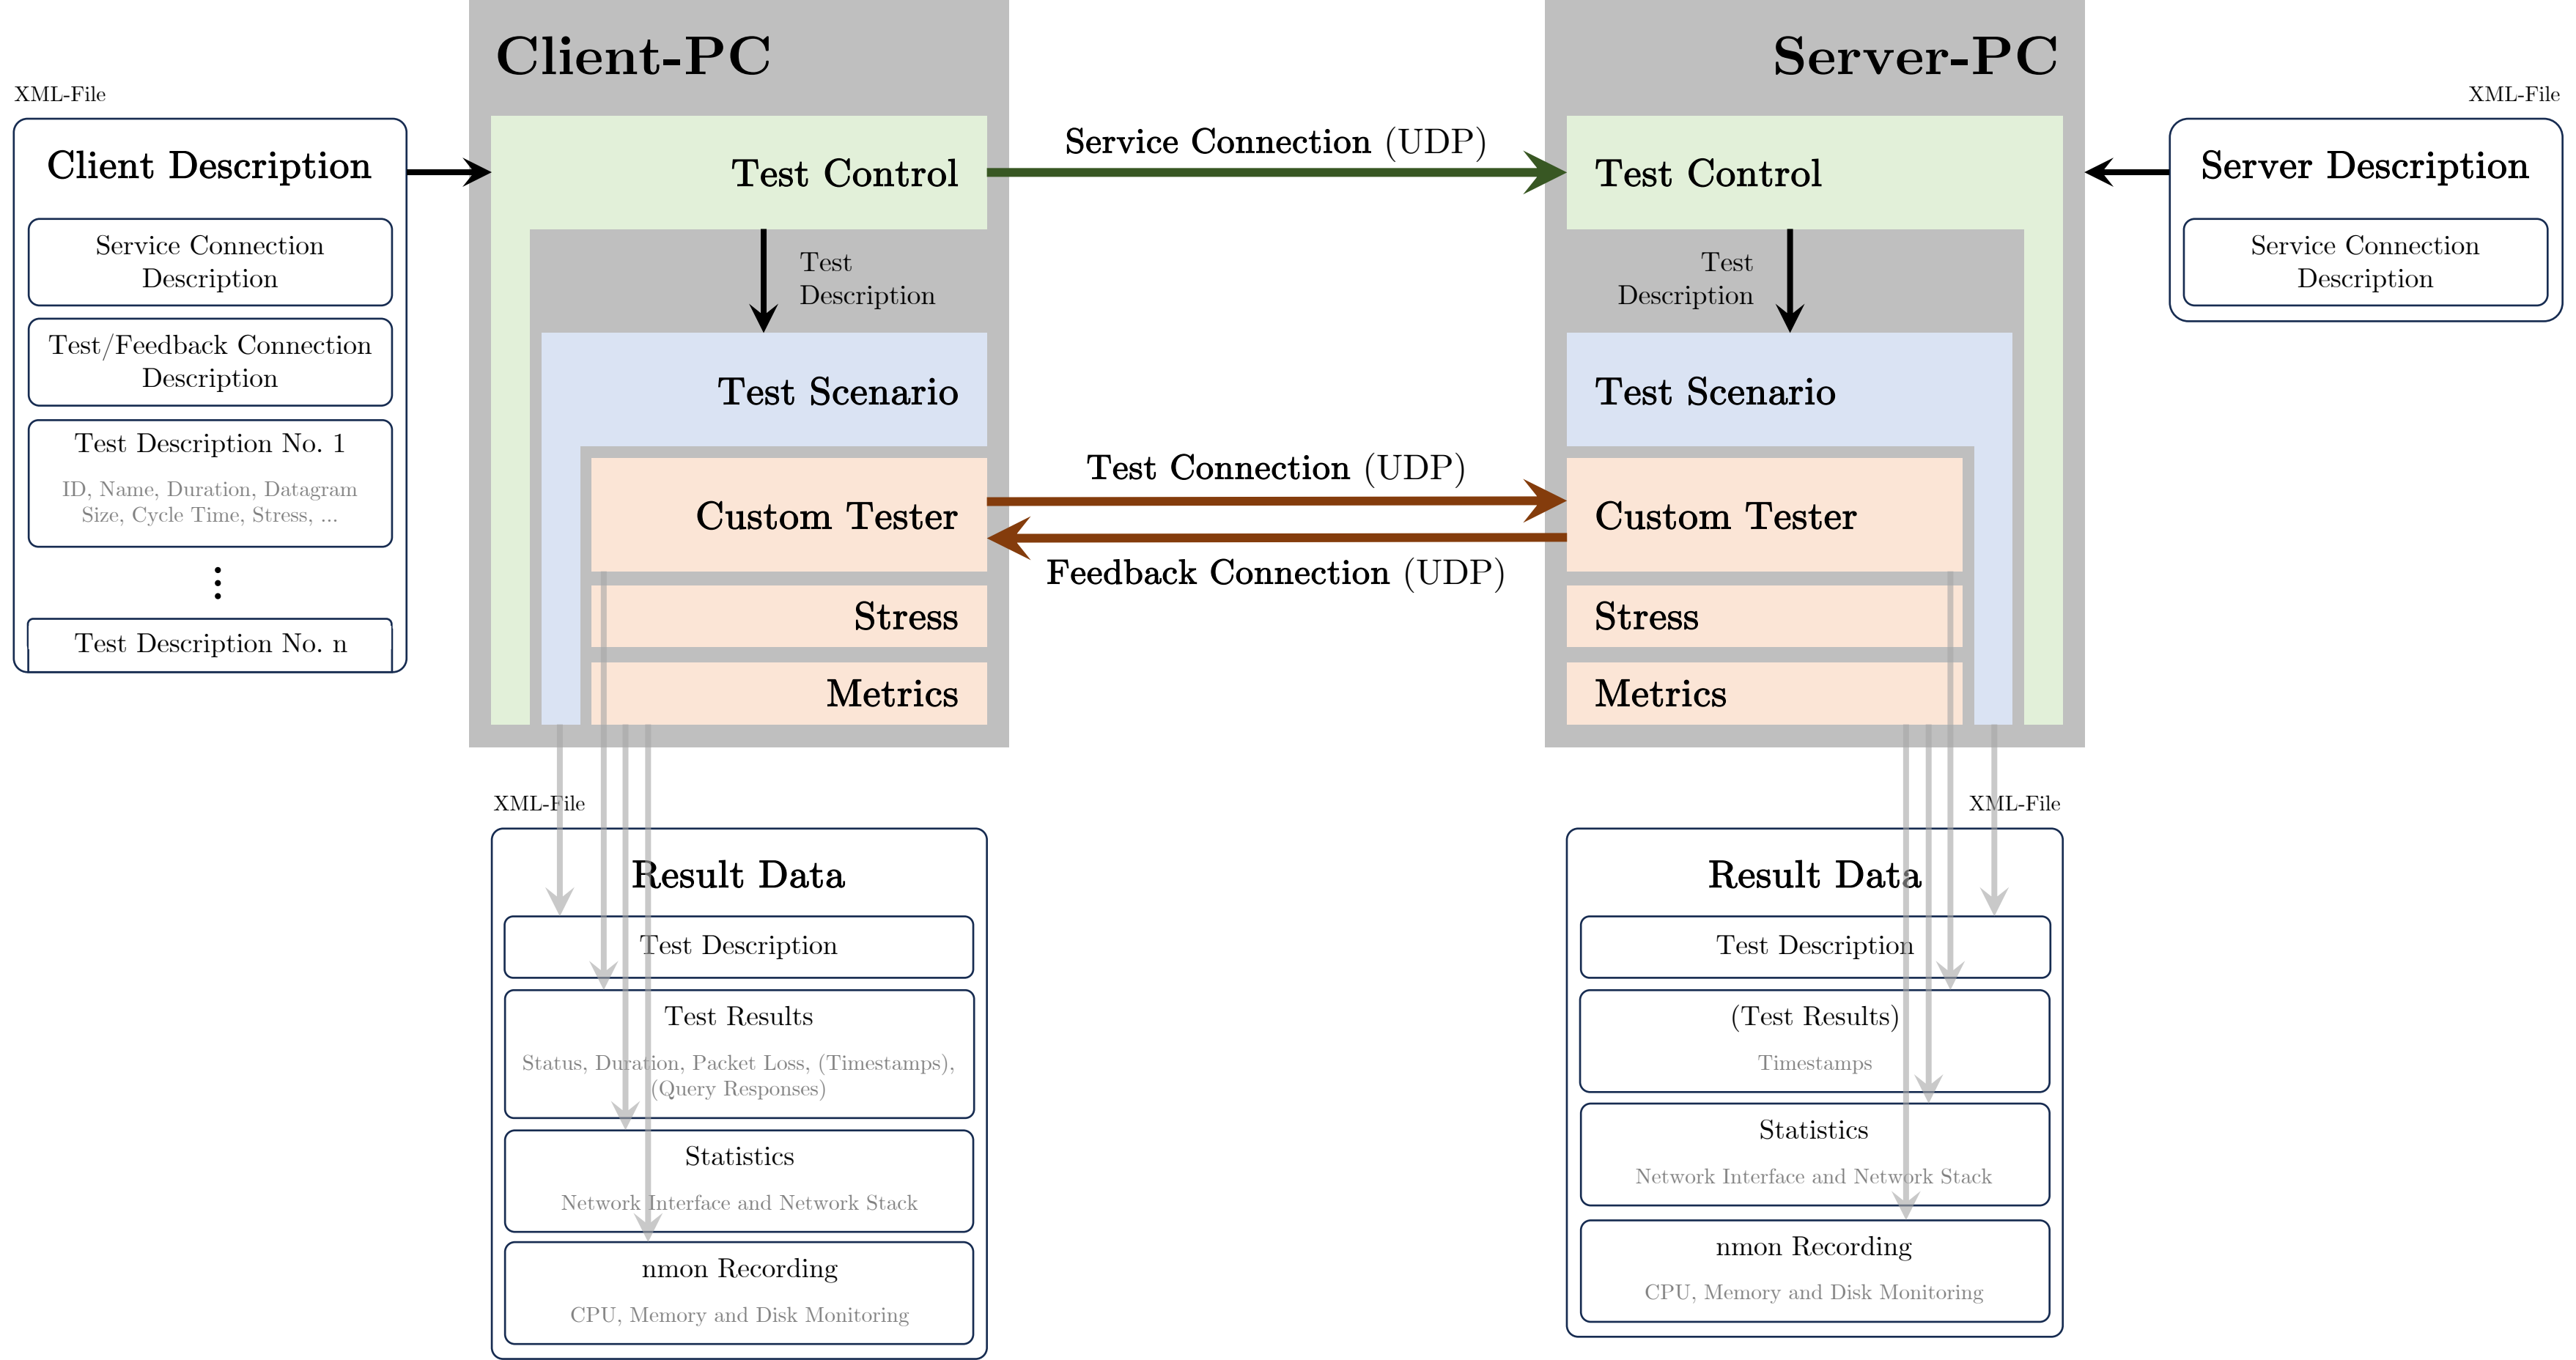 Client-PC
Server-PC
XML-File
XML-File
Client Description
Service Connection
Description
Test/Feedback Connection
Description
Test Description No. 1
ID, Name, Duration, Datagram
Size, Cycle Time, Stress, ...
Test Description No. n
Test Control
Service Connection (UDP)
Test Control
Server Description
Service Connection
Description
Test
Description
Test
Description
Test Scenario
Test Scenario
Test Connection (UDP)
Custom Tester
Custom Tester
Feedback Connection (UDP)
Stress
Stress
Metrics
Metrics
XML-File
Result Data
Test Description
Test Results
Status, Duration, Packet Loss, (Timestamps),
(Query Responses)
Statistics
Network Interface and Network Stack
nmon Recording
CPU, Memory and Disk Monitoring
XML-File
Result Data
Test Description
(Test Results)
Timestamps
Statistics
Network Interface and Network Stack
nmon Recording
CPU, Memory and Disk Monitoring